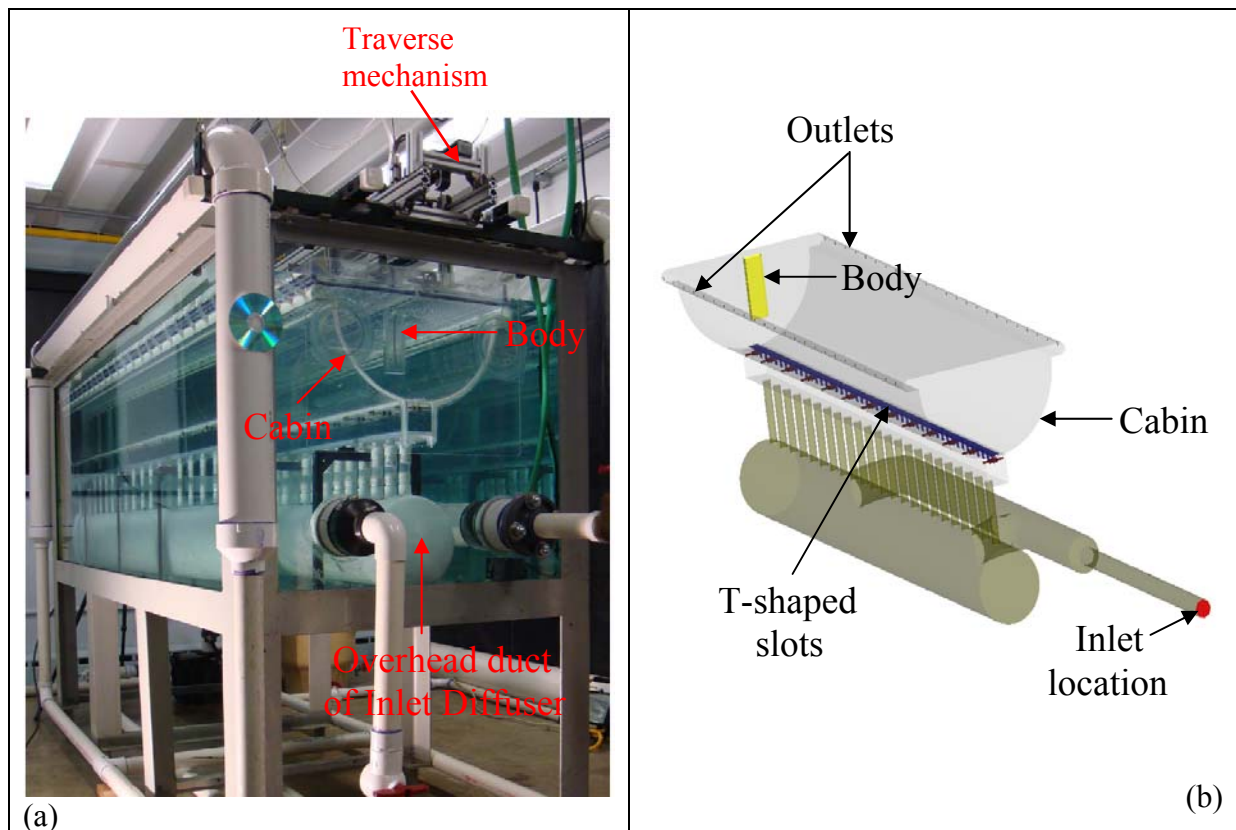 Traverse
mechanism
Body
Cabin
Overhead duct
of Inlet Diffuser
(a)
Outlets
Body
Cabin
T-shaped
slots
Inlet
location
(b)